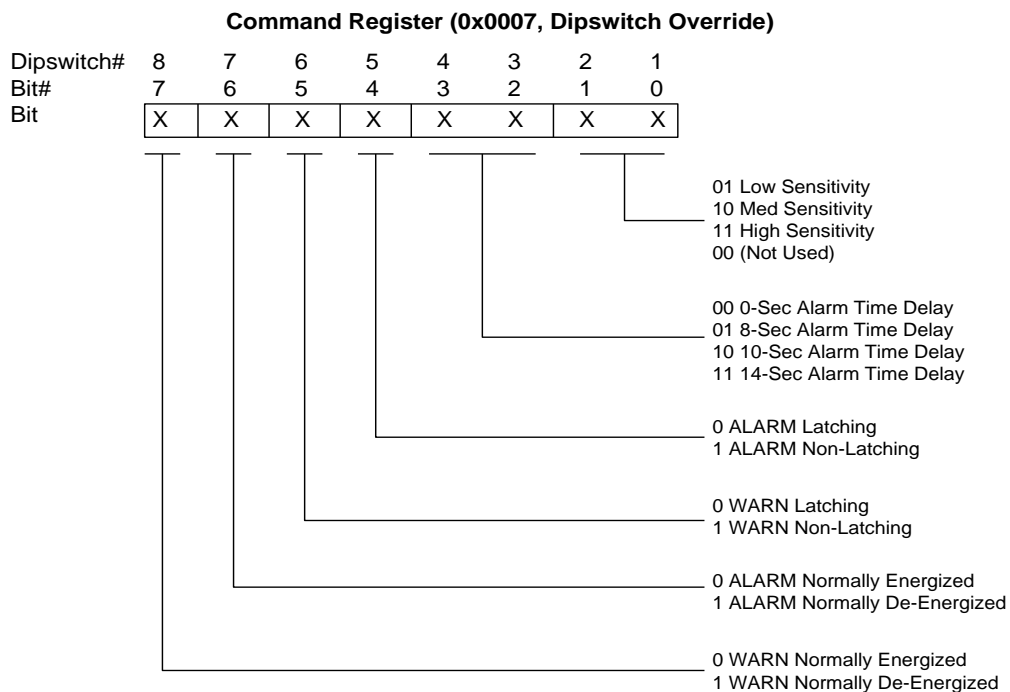 Command Register (0x0007, Dipswitch Override)
Dipswitch# 8 7 6 5 4 3 2 1
Bit# 7 6 5 4 3 2 1 0
Bit X X X X X X X X
01 Low Sensitivity
10 Med Sensitivity
11 High Sensitivity
00 (Not Used)
00 0-Sec Alarm Time Delay
01 8-Sec Alarm Time Delay
10 10-Sec Alarm Time Delay
11 14-Sec Alarm Time Delay
0 ALARM Latching
1 ALARM Non-Latching
0 WARN Latching
1 WARN Non-Latching
0 ALARM Normally Energized
1 ALARM Normally De-Energized
0 WARN Normally Energized
1 WARN Normally De-Energized